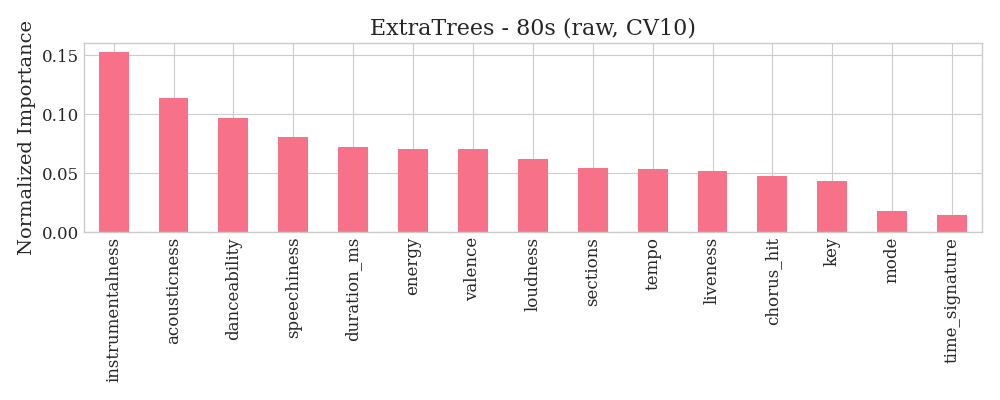 ExtraTrees - 80s (raw, CV10)
Normalized Importance
0.15
0.10
0.05
0.00
instrumentalness
acousticness
danceability
speechiness
duration_ms
energy
valence
loudness
sections
tempo
liveness
chorus_hit
key
mode
time_signature